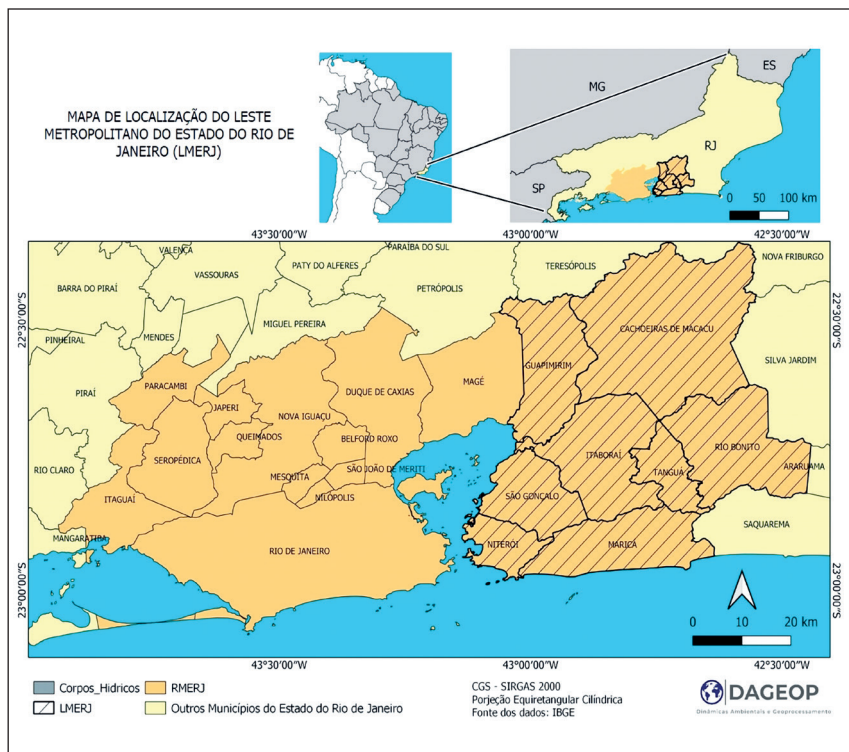 MAPA DE LOCALIZAÇÃO DO LESTE
METROPOLITANO DO ESTADO DO RIO DE
JANEIRO (LMERJ)
ES
MG
RJ
SP
0 50 100 km
43°30'00"W 43°00'00"W 42°30'00"W
22°30'00"S 22°30'00"S
23°00'00"S 23°00'00"S
VALENÇA
VASSOURAS
PATY DO ALFERES
PARAÍBA DO SUL
TERESÓPOLIS
NOVA FRIBURGO
BARRA DO PIRAÍ
PETRÓPOLIS
MIGUEL PEREIRA
CACHOEIRAS DE MACACU
PINHEIRAL
MENDES
SILVA JARDIM
GUAPIMIRIM
PARACAMBI
MAGÉ
PIRAÍ
DUQUE DE CAXIAS
JAPERI
NOVA IGUAÇU
QUEIMADOS
BELFORD ROXO
RIO BONITO
SEROPÉDICA
ITABORAÍ
RIO CLARO
SÃO JOÃO DE MERITI
TANGUA
ARARUAMA
MESQUITA
NILÓPOLIS
SÃO GONÇALO
ITAGUAÍ
SAQUAREMA
MANGARATIBA
NITERÓI
MARICÁ
RIO DE JANEIRO
0 10 20 km
43°30'00"W 43°00'00"W 42°30'00"W
Corpos_Hidricos
RMERJ
LMERJ
Outros Municípios do Estado do Rio de Janeiro
CGS - SIRGAS 2000
Porjeção Equiretangular Cilíndrica
Fonte dos dados: IBGE
DAGEOP
Dinâmicas Ambientais e Geoprocessamento